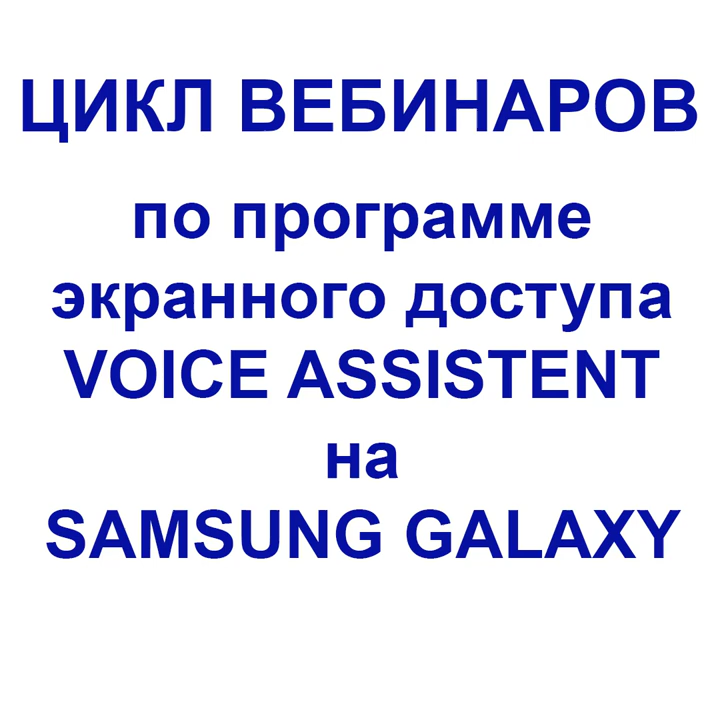 ЦИКЛ ВЕБИНАРОВ
по программе
экранного доступа
VOICE ASSISTENT
на
SAMSUNG GALAXY